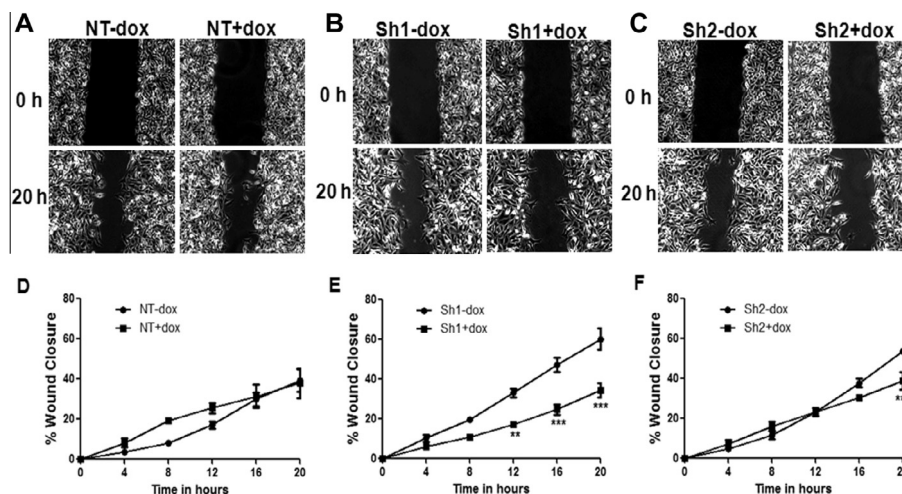 A
NT-dox NT+dox
B
Sh1-dox Sh1+dox
C
Sh2-dox Sh2+dox
0 h
0 h
0 h
20 h
20 h
20 h
D
NT-dox
NT+dox
% Wound Closure
80
60
40
20
0
0 4 8 12 16 20
Time in hours
E
Sh1-dox
Sh1+dox
% Wound Closure
80
60
40
20
0
** *** ***
0 4 8 12 16 20
Time in hours
F
Sh2-dox
Sh2+dox
% Wound Closure
80
60
40
20
0
0 4 8 12 16 20
Time in hours